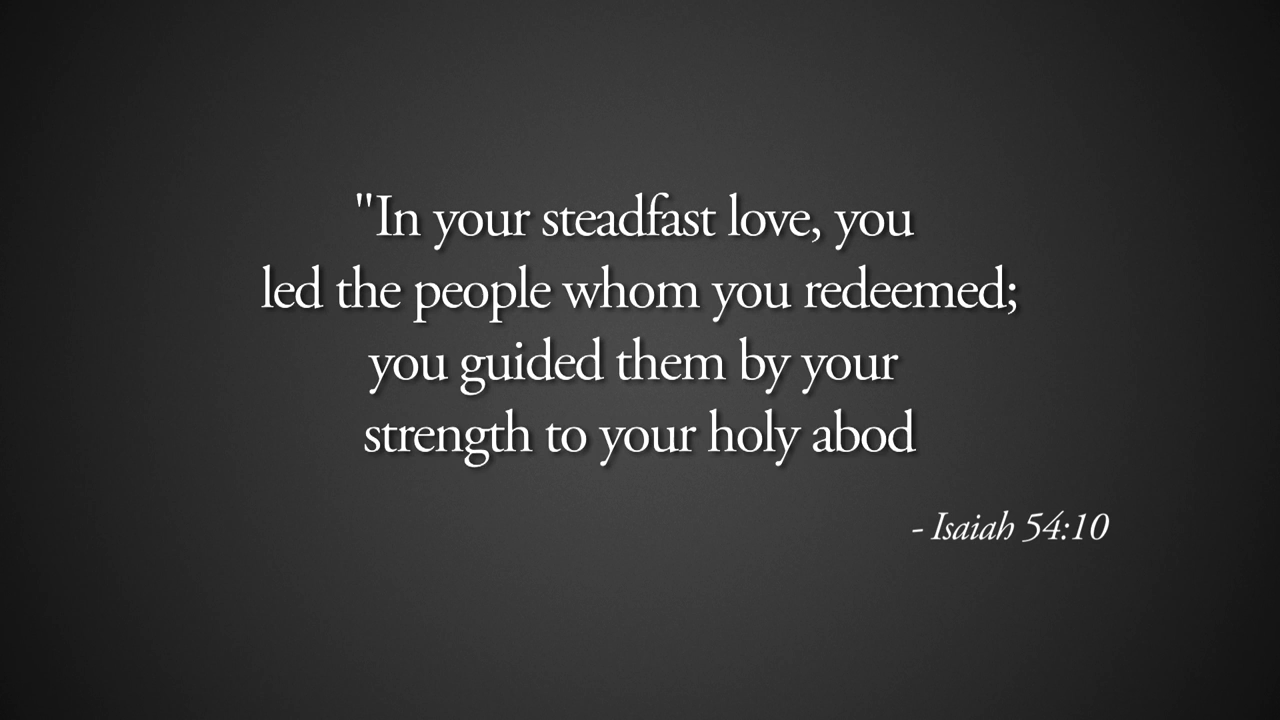 "In your steadfast love, you
led the people whom you redeemed;
you guided them by your
strength to your holy abod
- Isaiah 54:10